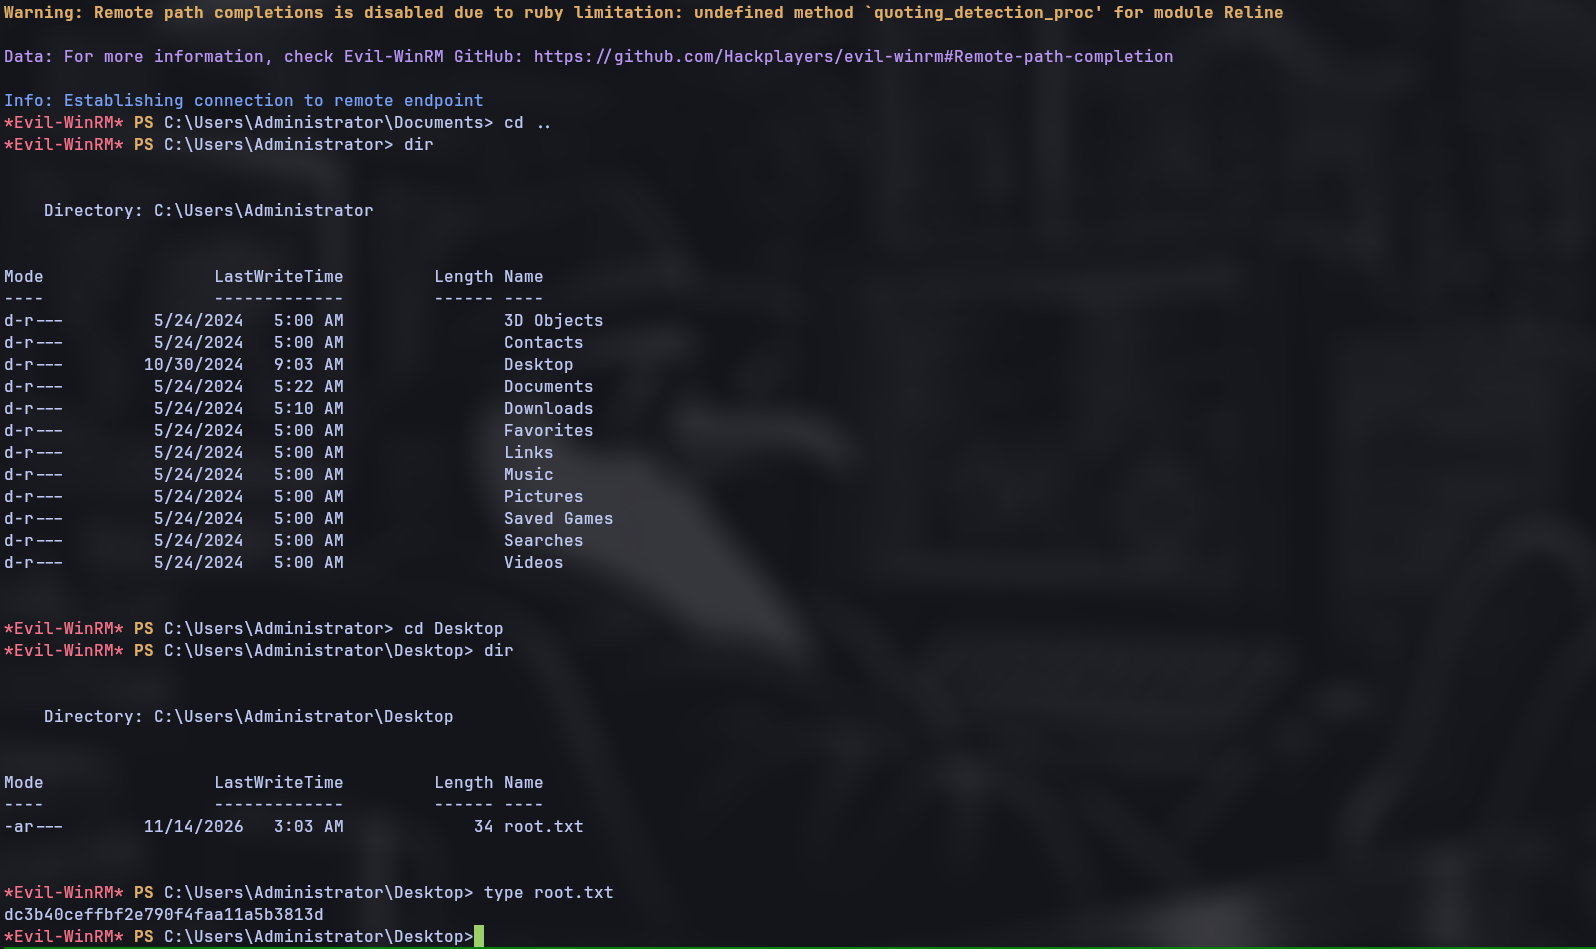 Warning: Remote path completions is disabled due to ruby limitation: undefined method `quoting_detection_proc' for module Reline
Data: For more information, check Evil-WinRM GitHub: https://github.com/Hackplayers/evil-winrm#Remote-path-completion
Info: Establishing connection to remote endpoint
*Evil-WinRM* PS C:\Users\Administrator\Documents> cd ..
*Evil-WinRM* PS C:\Users\Administrator> dir
    Directory: C:\Users\Administrator
Mode                 LastWriteTime         Length Name
----                 -------------         ------ ----
d-r---         5/24/2024   5:00 AM                3D Objects
d-r---         5/24/2024   5:00 AM                Contacts
d-r---        10/30/2024   9:03 AM                Desktop
d-r---         5/24/2024   5:22 AM                Documents
d-r---         5/24/2024   5:10 AM                Downloads
d-r---         5/24/2024   5:00 AM                Favorites
d-r---         5/24/2024   5:00 AM                Links
d-r---         5/24/2024   5:00 AM                Music
d-r---         5/24/2024   5:00 AM                Pictures
d-r---         5/24/2024   5:00 AM                Saved Games
d-r---         5/24/2024   5:00 AM                Searches
d-r---         5/24/2024   5:00 AM                Videos
*Evil-WinRM* PS C:\Users\Administrator> cd Desktop
*Evil-WinRM* PS C:\Users\Administrator\Desktop> dir
    Directory: C:\Users\Administrator\Desktop
Mode                 LastWriteTime         Length Name
----                 -------------         ------ ----
-ar---        11/14/2026   3:03 AM             34 root.txt
*Evil-WinRM* PS C:\Users\Administrator\Desktop> type root.txt
dc3b40ceffbf2e790f4faa11a5b3813d
*Evil-WinRM* PS C:\Users\Administrator\Desktop>